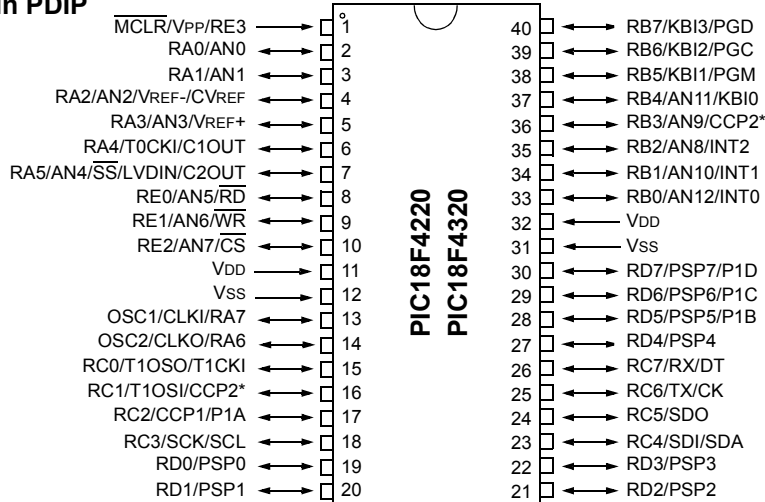 in PDIP
MCLR/VPP/RE3 1 40 RB7/KBI3/PGD
RA0/AN0 2 39 RB6/KBI2/PGC
RA1/AN1 3 38 RB5/KBI1/PGM
RA2/AN2/VREF-/CVREF 4 37 RB4/AN11/KBI0
RA3/AN3/VREF+ 5 36 RB3/AN9/CCP2*
RA4/T0CKI/C1OUT 6 35 RB2/AN8/INT2
RA5/AN4/SS/LVDIN/C2OUT 7 34 RB1/AN10/INT1
RE0/AN5/RD 8 33 RB0/AN12/INT0
RE1/AN6/WR 9 32 VDD
RE2/AN7/CS 10 31 VSS
VDD 11 30 RD7/PSP7/P1D
VSS 12 29 RD6/PSP6/P1C
OSC1/CLKI/RA7 13 28 RD5/PSP5/P1B
OSC2/CLKO/RA6 14 27 RD4/PSP4
RC0/T1OSO/T1CKI 15 26 RC7/RX/DT
RC1/T1OSI/CCP2* 16 25 RC6/TX/CK
RC2/CCP1/P1A 17 24 RC5/SDO
RC3/SCK/SCL 18 23 RC4/SDI/SDA
RD0/PSP0 19 22 RD3/PSP3
RD1/PSP1 20 21 RD2/PSP2
PIC18F4220
PIC18F4320